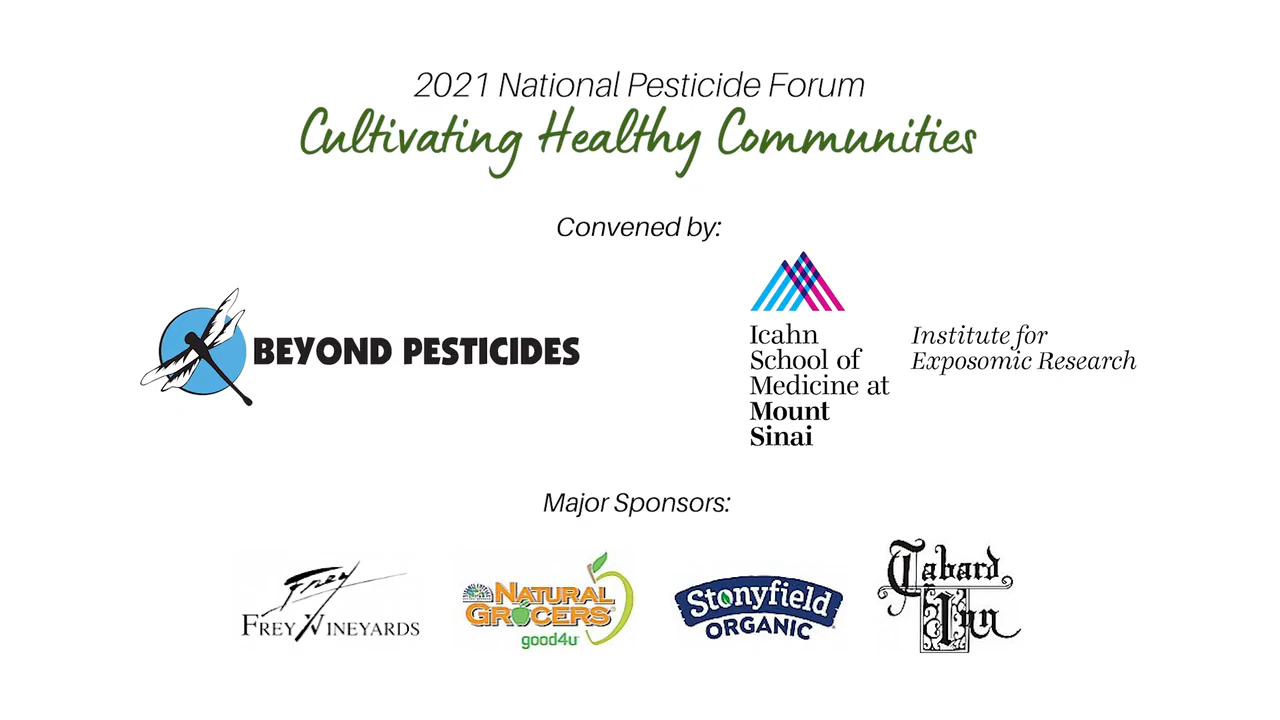 2021 National Pesticide Forum
Cultivating Healthy Communities
Convened by:
BEYOND PESTICIDES
Icahn
School of
Medicine at
Mount
Sinai
Institute for
Exposomic Research
Major Sponsors:
Frey
FREY VINEYARDS
NATURAL
GROCERS
good4u
Stonyfield
ORGANIC
Tabard
Inn